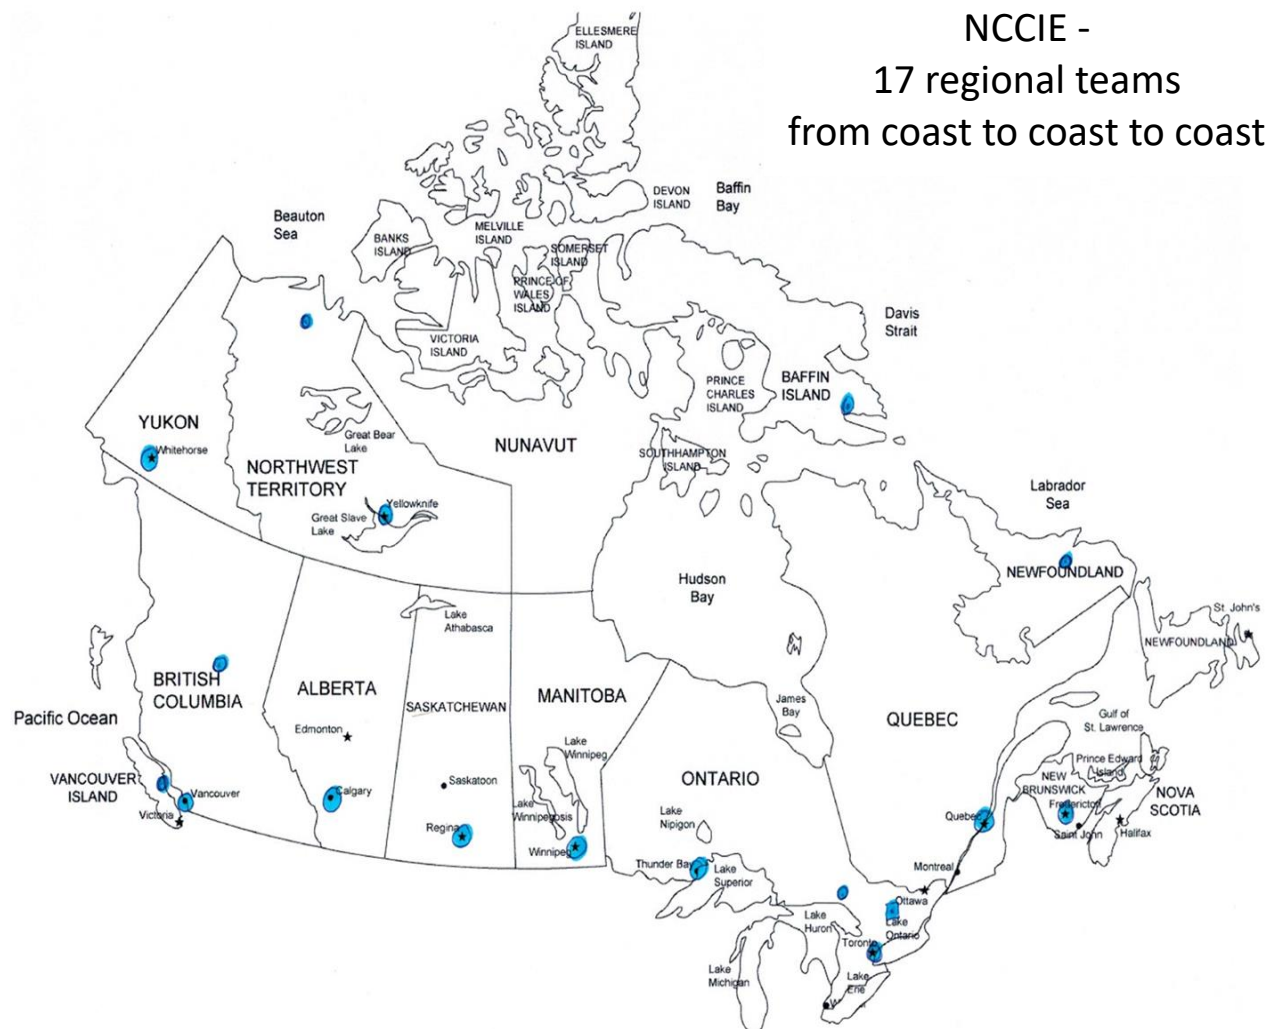 NCCIE -
17 regional teams
from coast to coast to coast
ELLESMERE
ISLAND
DEVON
ISLAND
Baffin
Bay
Beauton
Sea
BANKS
ISLAND
MELVILLE
ISLAND
SOMERSET
ISLAND
PRINCE OF
WALES
ISLAND
VICTORIA
ISLAND
Davis
Strait
PRINCE
CHARLES
ISLAND
BAFFIN
ISLAND
YUKON
Whitehorse
Great Bear
Lake
NORTHWEST
TERRITORY
NUNAVUT
SOUTHHAMPTON
ISLAND
Yellowknife
Great Slave
Lake
Labrador
Sea
NEWFOUNDLAND
Hudson
Bay
Lake
Athabasca
St. John's
NEWFOUNDLAND
BRITISH
COLUMBIA
ALBERTA
SASKATCHEWAN
MANITOBA
Pacific Ocean
Edmonton
James
Bay
QUEBEC
Gulf of
St. Lawrence
Lake
Winnipeg
VANCOUVER
ISLAND
Vancouver
Victoria
Calgary
Saskatoon
Regina
Lake
Winnipegosis
Winnipeg
ONTARIO
Lake
Nipigon
Thunder Bay
Lake
Superior
Prince Edward
Island
NEW
BRUNSWICK
Fredericton
Saint John
NOVA
SCOTIA
Halifax
Quebec
Montreal
Ottawa
Lake
Ontario
Lake
Huron
Toronto
Lake
Michigan
Lake
Erie